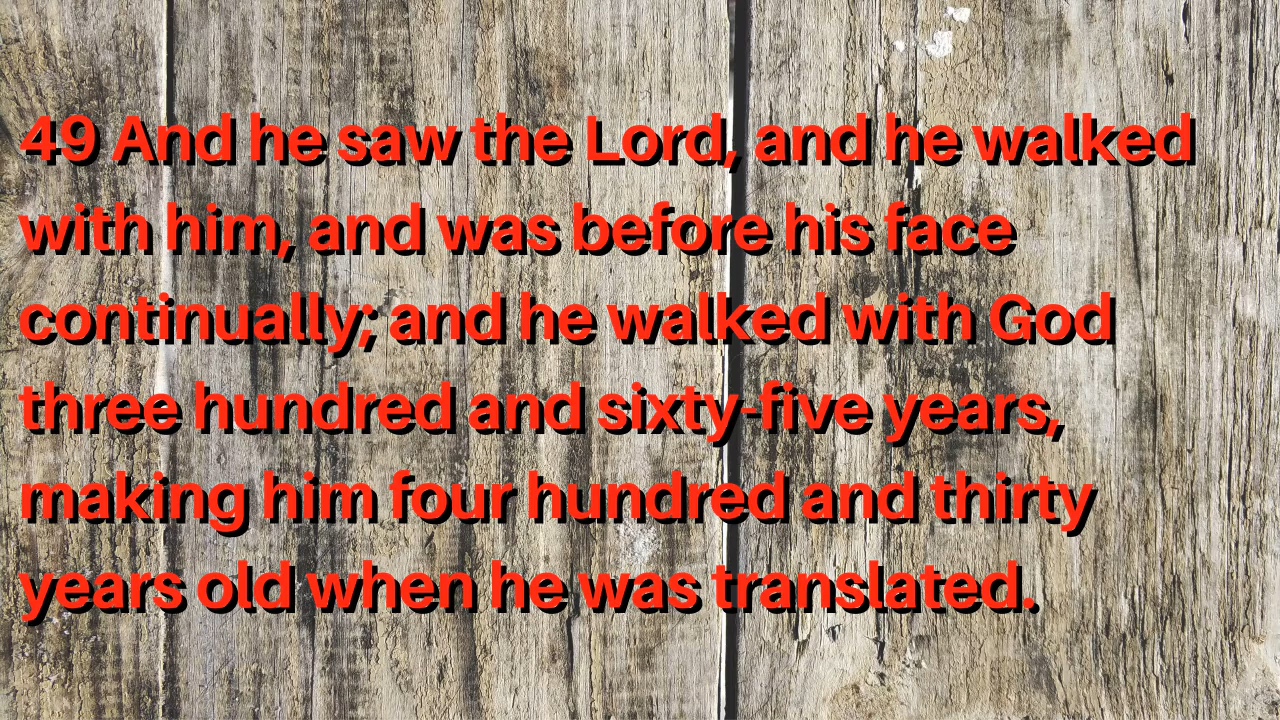 49 And he saw the Lord, and he walked
with him, and was before his face
continually; and he walked with God
three hundred and sixty-five years,
making him four hundred and thirty
years old when he was translated.